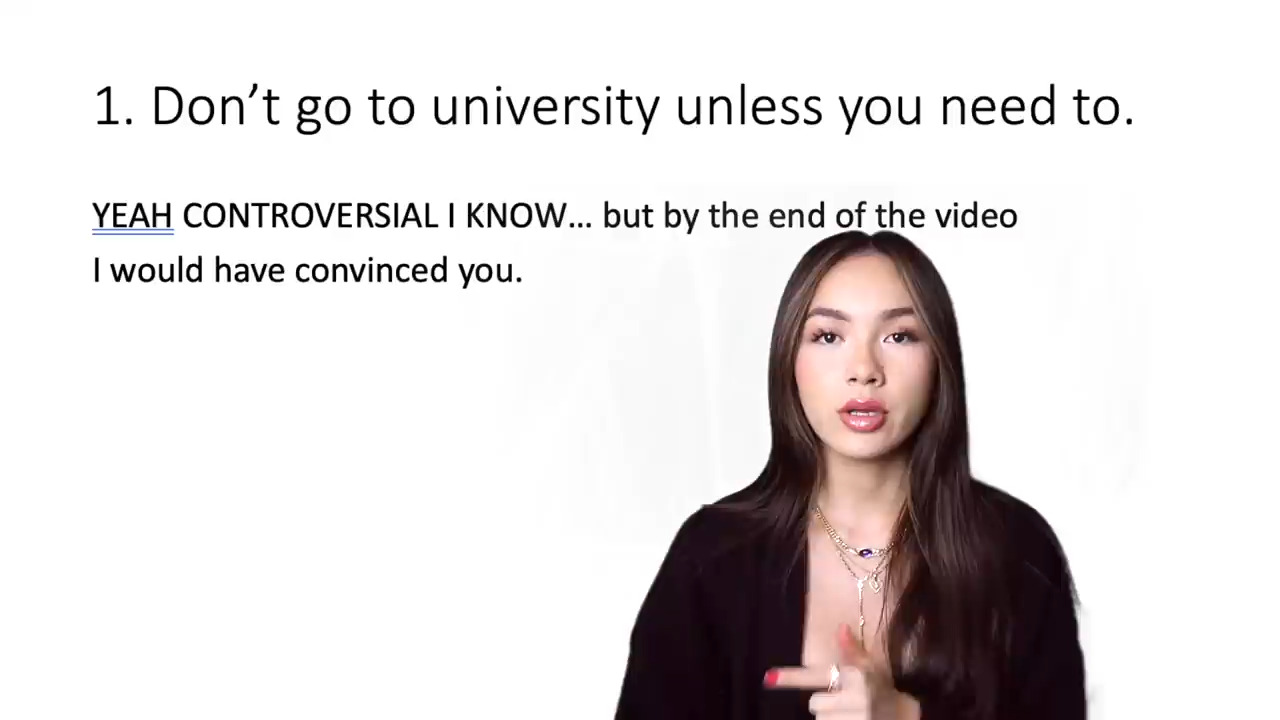 1. Don’t go to university unless you need to.
YEAH CONTROVERSIAL I KNOW... but by the end of the video
I would have convinced you.